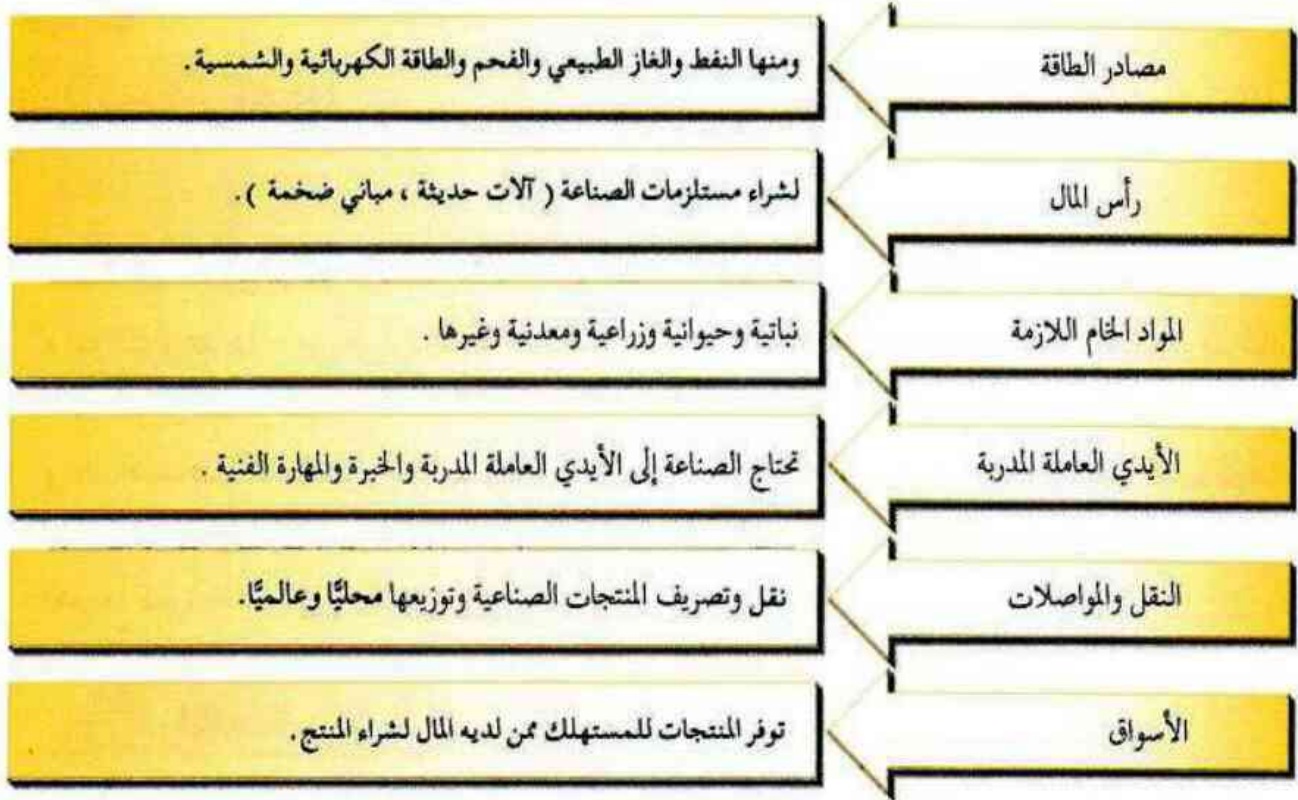 مصادر الطاقة
ومنها النفط والغاز الطبيعي والفحم والطاقة الكهربائية والشمسية .
رأس المال
لشراء مستلزمات الصناعة ( آلات حديثة ، مباني ضخمة ) .
المواد الخام اللازمة
نباتية وحيوانية وزراعية ومعدنية وغيرها .
الأيدي العاملة المدربة
تحتاج الصناعة إلى الأيدي العاملة المدربة والخبرة والمهارة الفنية .
النقل والمواصلات
نقل وتصريف المنتجات الصناعية وتوزيعها محليًّا وعالميًّا.
الأسواق
توفر المنتجات للمستهلك ممن لديه المال لشراء المنتج .